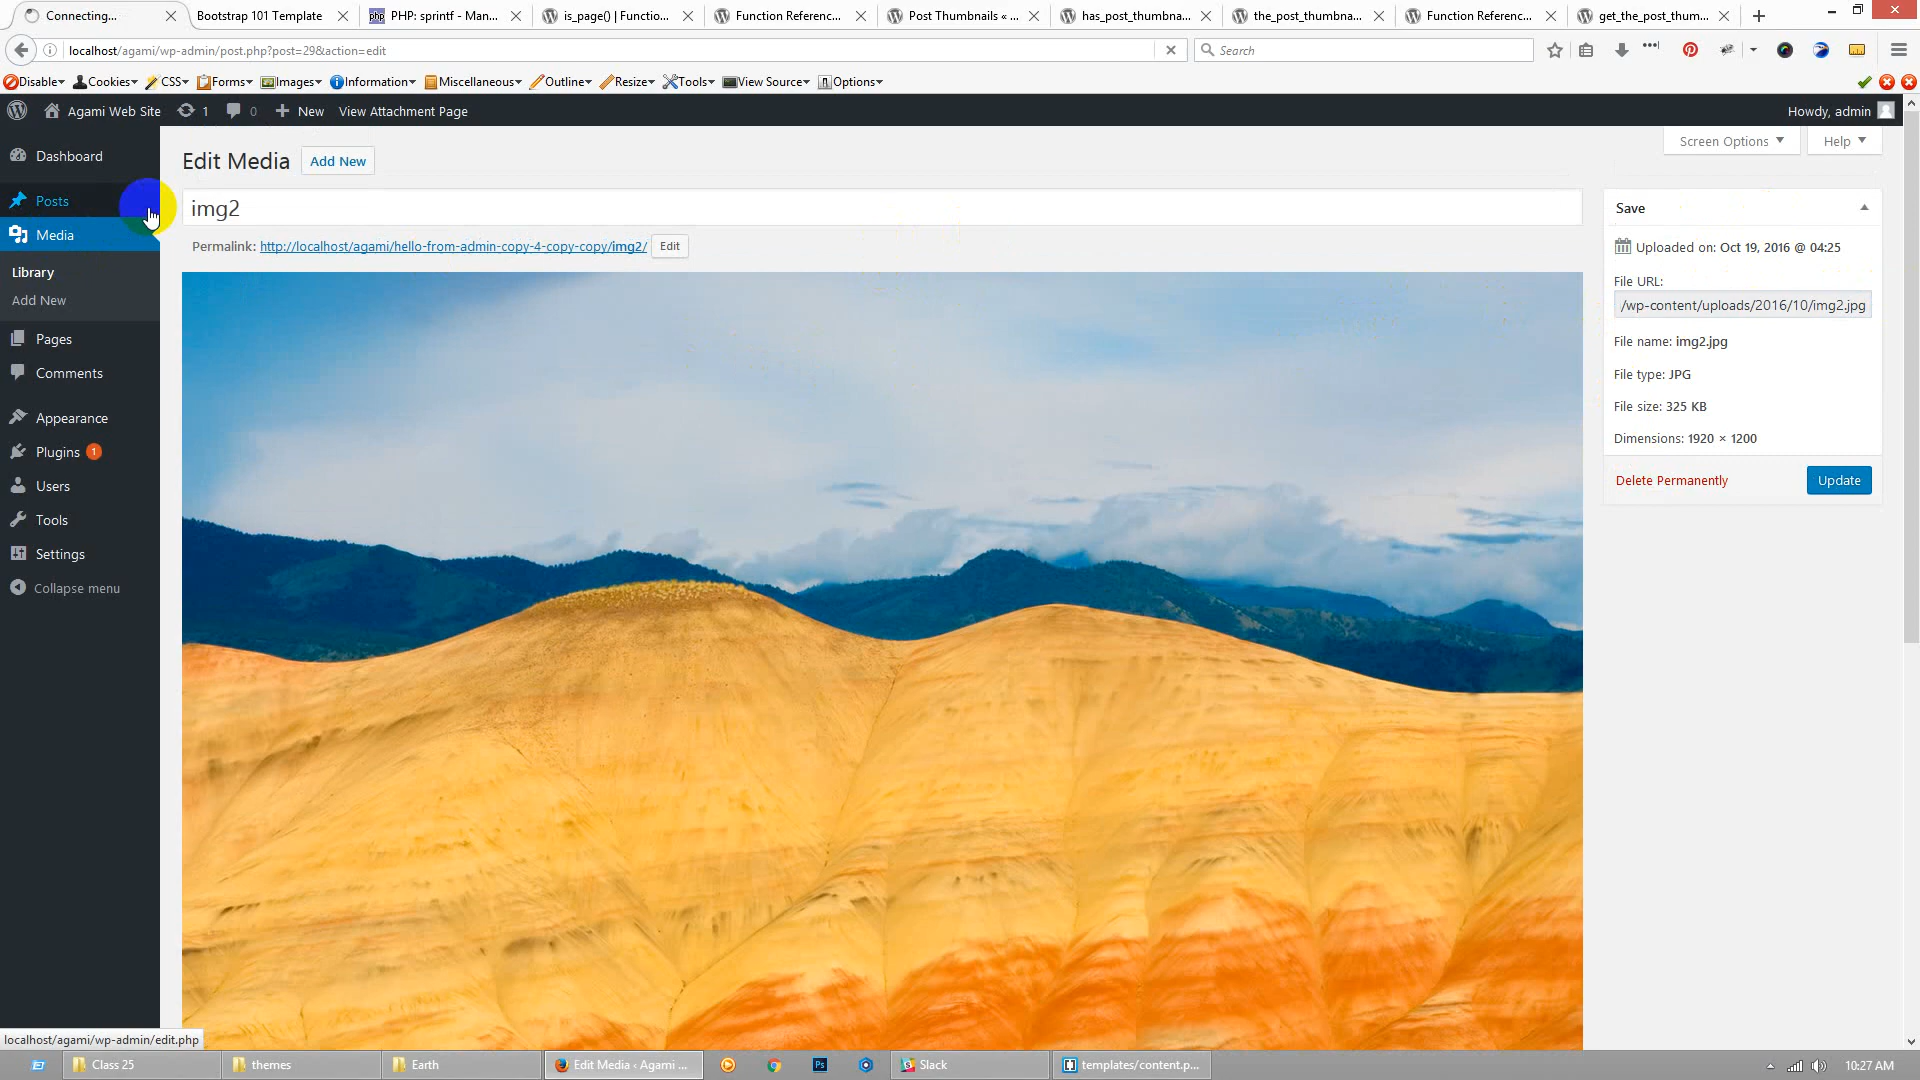 Connecting...
Bootstrap 101 Template
PHP: sprintf - Man...
is_page() | Functio...
Function Referenc...
Post Thumbnails « ...
has_post_thumbna...
the_post_thumbna...
Function Referenc...
get_the_post_thum...
localhost/agami/wp-admin/post.php?post=29&action=edit
Search
Disable
Cookies
CSS
Forms
Images
Information
Miscellaneous
Outline
Resize
Tools
View Source
Options
Agami Web Site
1
0
New
View Attachment Page
Howdy, admin
Dashboard
Posts
Media
Library
Add New
Pages
Comments
Appearance
Plugins 1
Users
Tools
Settings
Collapse menu
Screen Options
Help
Edit Media
Add New
img2
Permalink: http://localhost/agami/hello-from-admin-copy-4-copy-copy/img2/
Edit
Save
Uploaded on: Oct 19, 2016 @ 04:25
File URL:
/wp-content/uploads/2016/10/img2.jpg
File name: img2.jpg
File type: JPG
File size: 325 KB
Dimensions: 1920 × 1200
Delete Permanently
Update
localhost/agami/wp-admin/edit.php
Class 25
themes
Earth
Edit Media ‹ Agami ...
Ps
Slack
templates/content.p...
10:27 AM